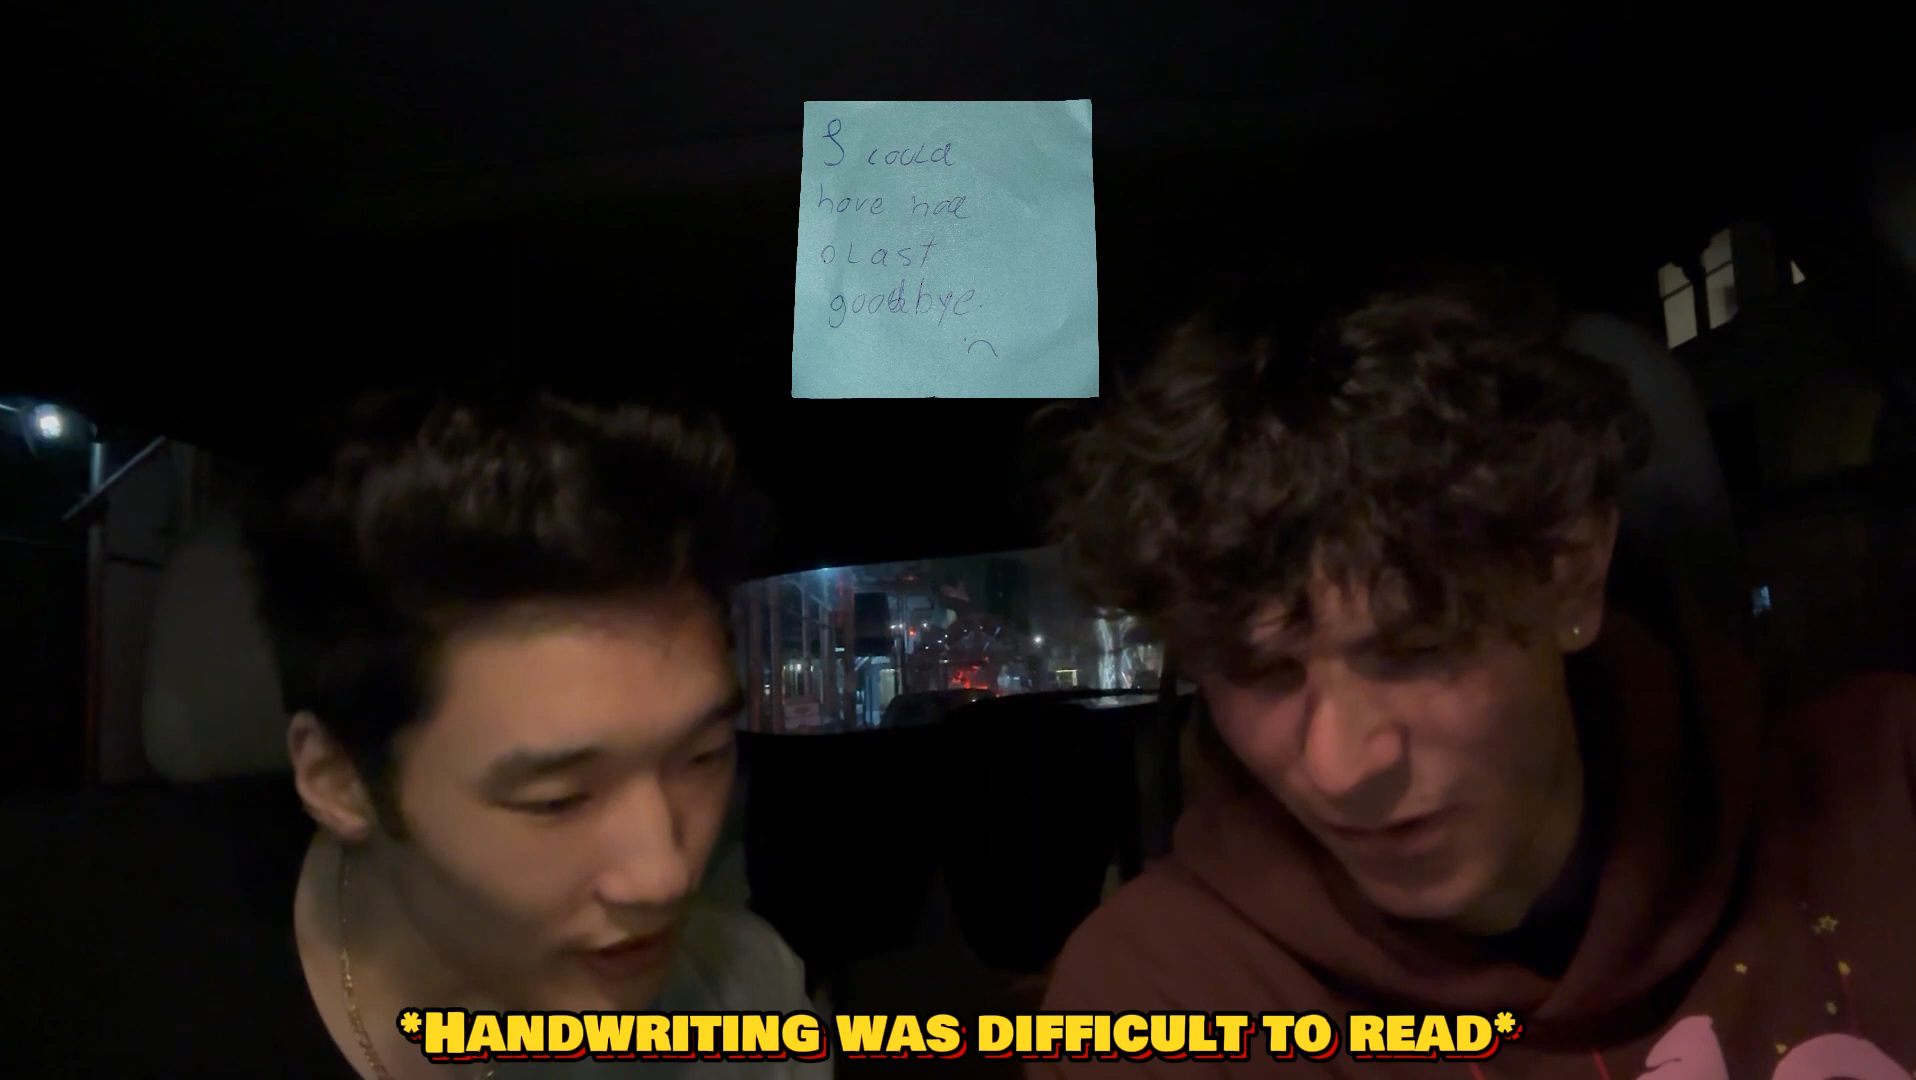 I could
have had
a last
goodbye.
*HANDWRITING WAS DIFFICULT TO READ*